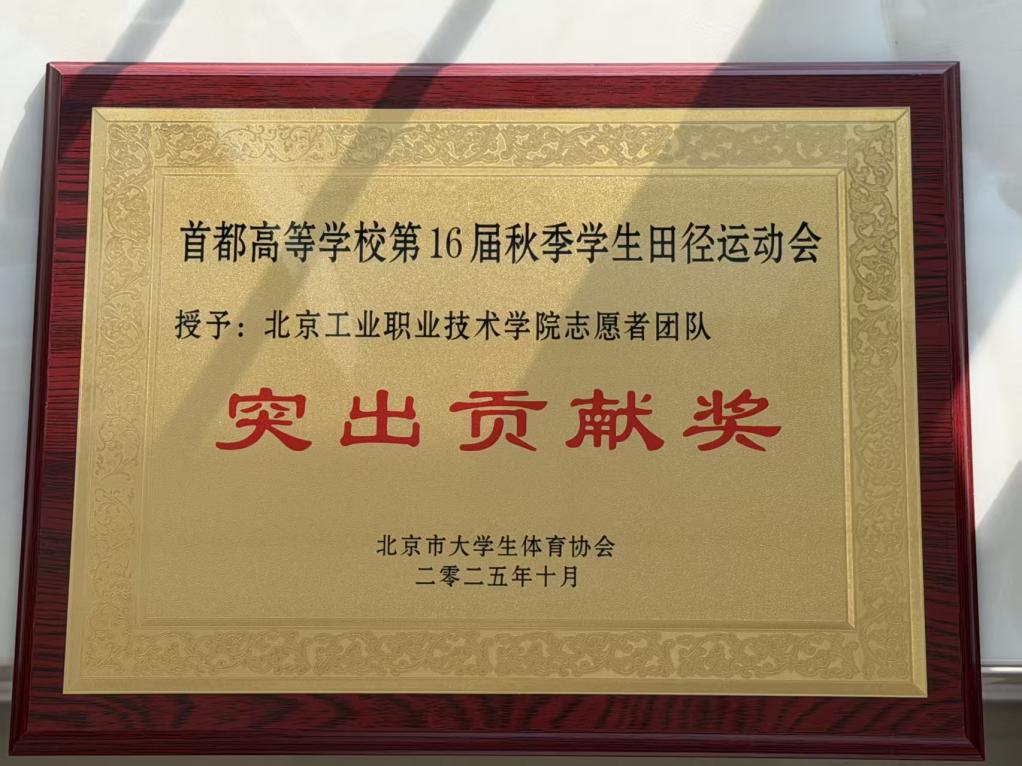 首都高等学校第16届秋季学生田径运动会
授予：北京工业职业技术学院志愿者团队
突出贡献奖
北京市大学生体育协会
二零二五年十月